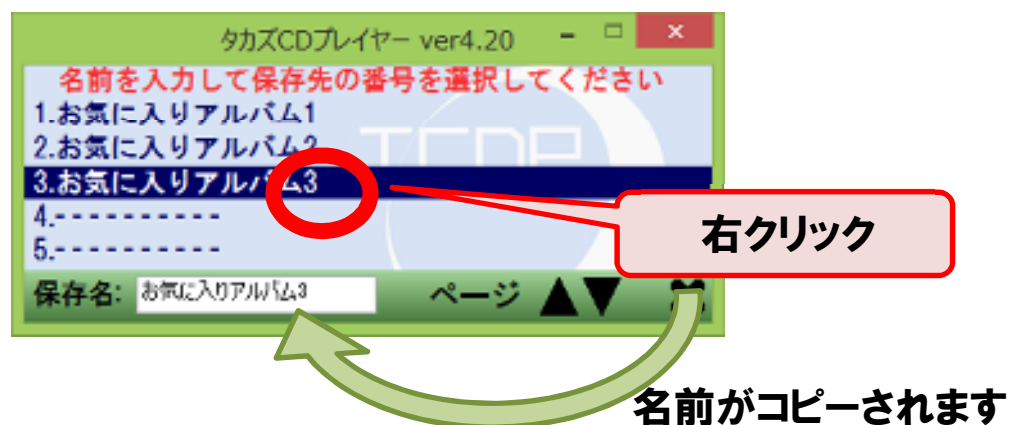 タカズCDプレイヤー ver4.20
名前を入力して保存先の番号を選択してください
1.お気に入りアルバム1
2.お気に入りアルバム2
3.お気に入りアルバム3
4.----------
5.----------
TCDP
右クリック
保存名: お気に入りアルバム3 ページ ▲▼
名前がコピーされます